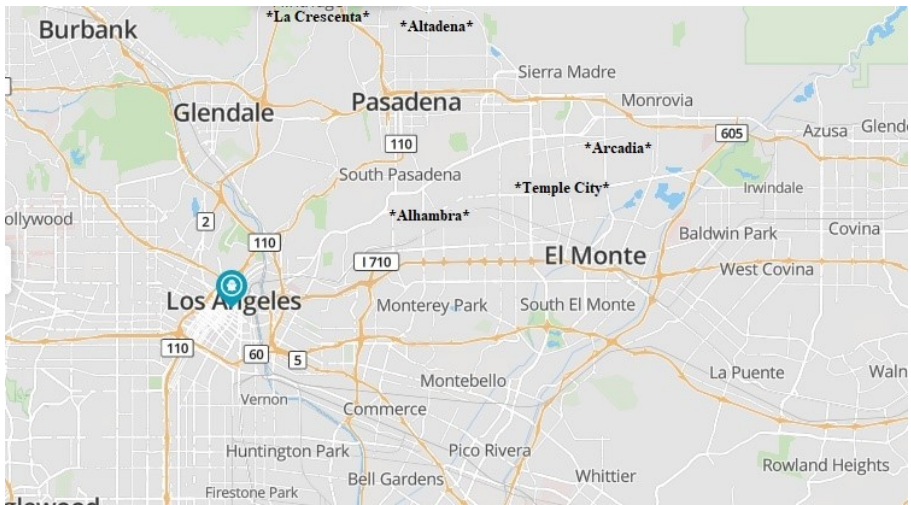 *La Crescenta*
*Altadena*
Burbank
Sierra Madre
Glendale
Pasadena
Monrovia
605
Azusa
110
*Arcadia*
South Pasadena
*Temple City*
Irwindale
2
*Alhambra*
110
Baldwin Park
Covina
I 710
El Monte
West Covina
Los Angeles
Monterey Park
South El Monte
110
60
5
La Puente
Montebello
Vernon
Commerce
Huntington Park
Pico Rivera
Rowland Heights
Bell Gardens
Whittier
Firestone Park